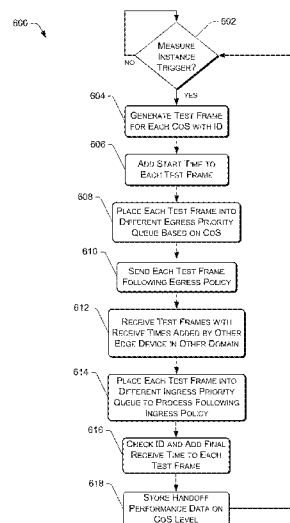 600
602
MEASURE
INSTANCE
TRIGGER?
NO
YES
604
GENERATE TEST FRAME
FOR EACH COS WITH ID
606
ADD START TIME TO
EACH TEST FRAME
608
PLACE EACH TEST FRAME INTO
DIFFERENT EGRESS PRIORITY
QUEUE BASED ON COS
610
SEND EACH TEST FRAME
FOLLOWING EGRESS POLICY
612
RECEIVE TEST FRAMES WITH
RECEIVE TIMES ADDED BY OTHER
EDGE DEVICE IN OTHER DOMAIN
614
PLACE EACH TEST FRAME INTO
DIFFERENT INGRESS PRIORITY
QUEUE TO PROCESS FOLLOWING
INGRESS POLICY
616
CHECK ID AND ADD FINAL
RECEIVE TIME TO EACH
TEST FRAME
618
STORE HANDOFF
PERFORMANCE DATA ON
COS LEVEL